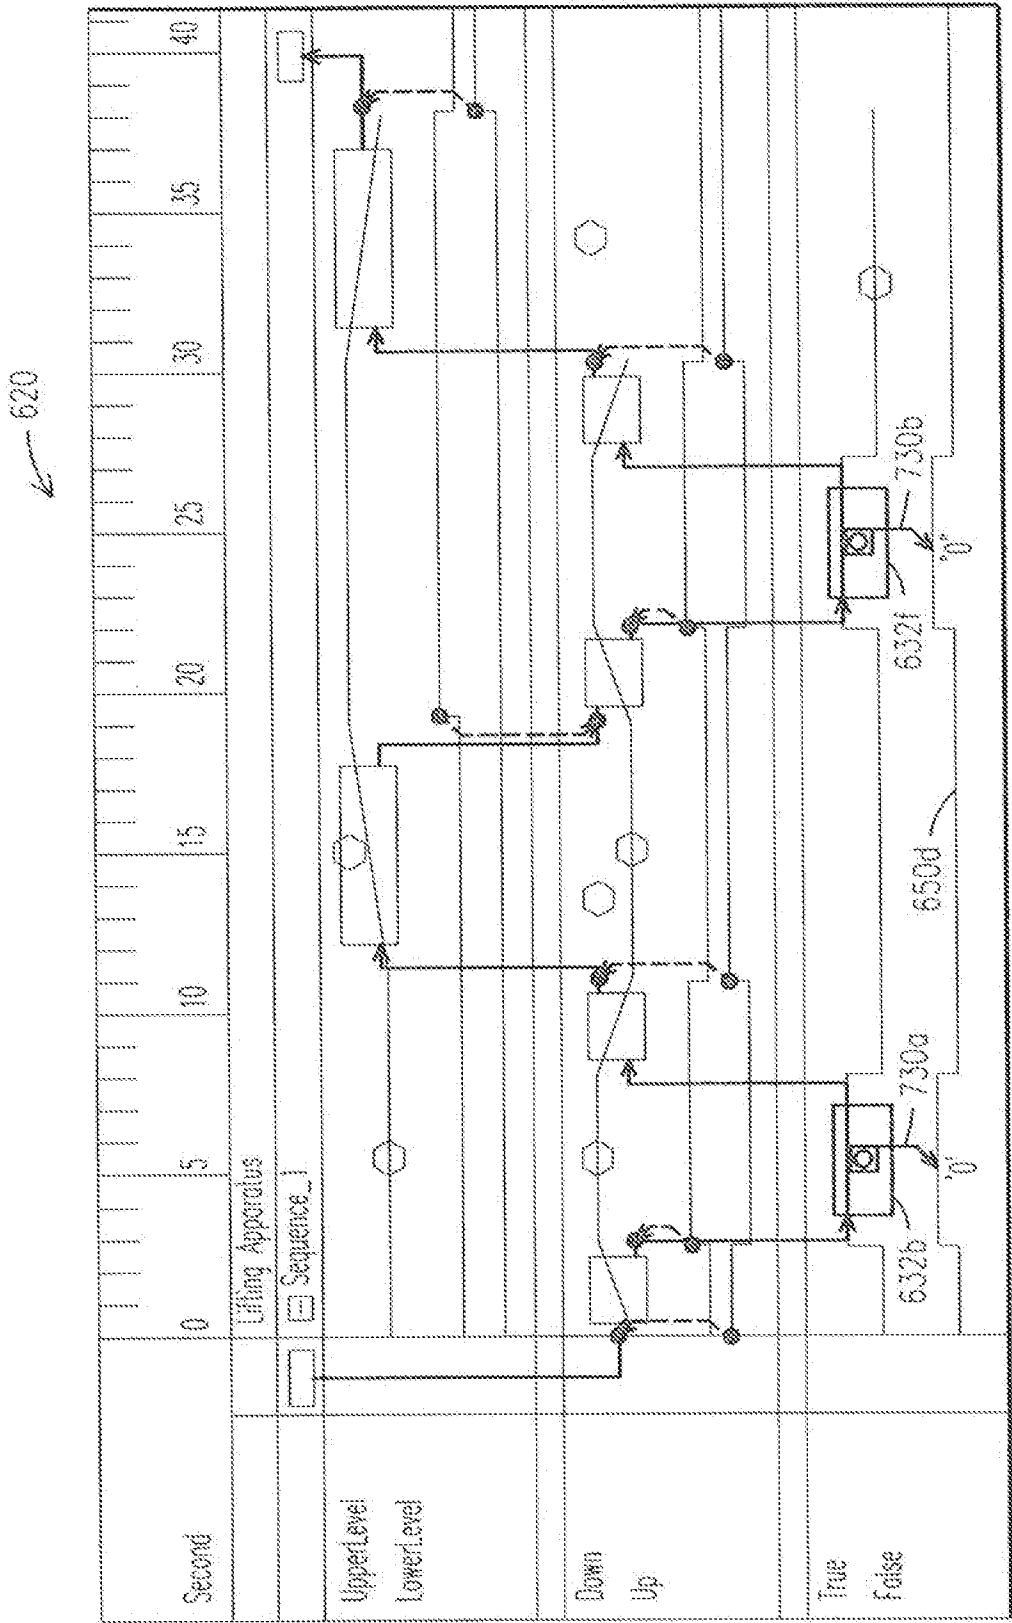 620
Second 0 5 10 15 20 25 30 35 40
Lifting Apparatus
Sequence_1
UpperLevel
LowerLevel
Down
Up
True
False
632b
730a
'0'
650d
632f
730b
"0"